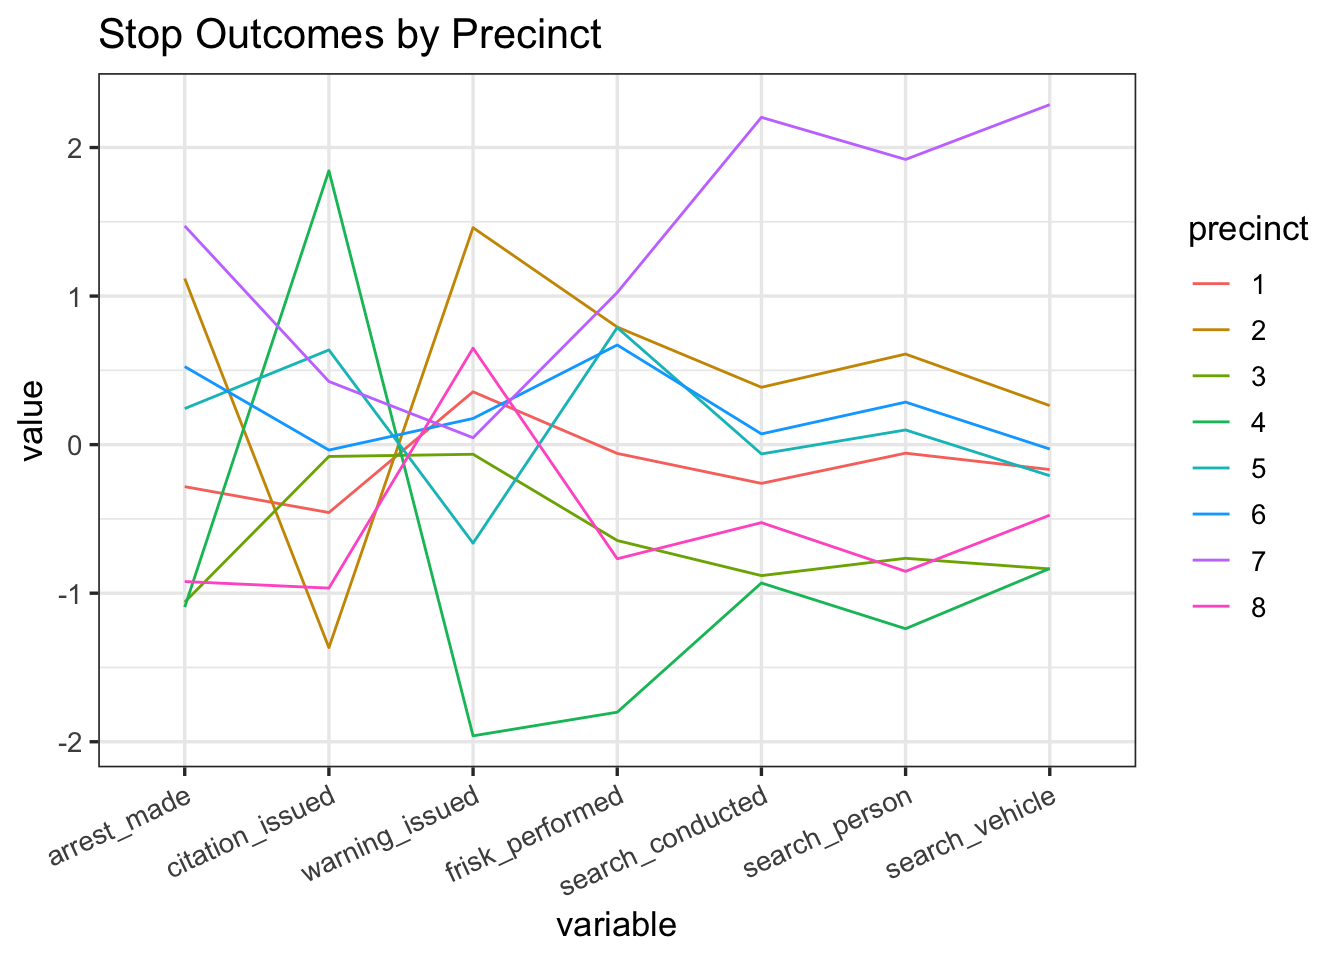 Stop Outcomes by Precinct
2
1
0
-1
-2
value
arrest_made
citation_issued
warning_issued
frisk_performed
search_conducted
search_person
search_vehicle
variable
precinct
1
2
3
4
5
6
7
8